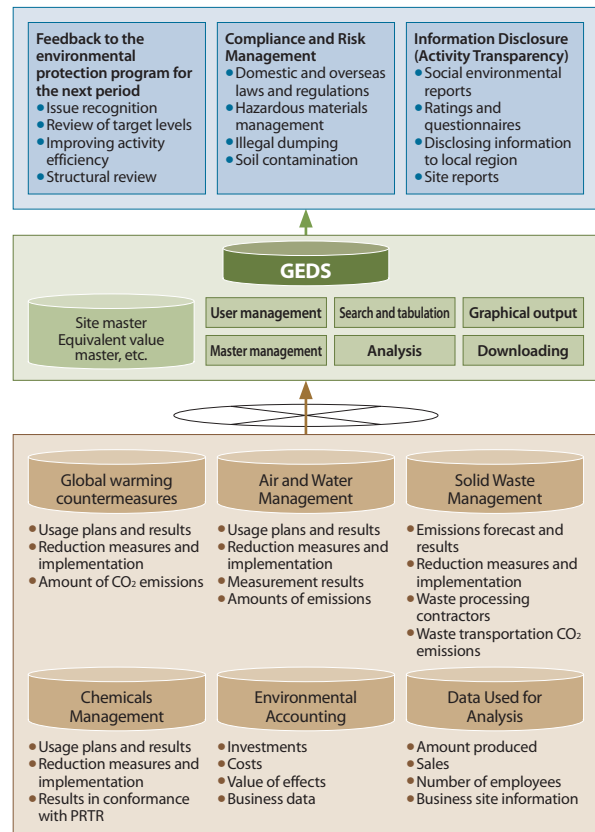 Feedback to the
environmental
protection program for
the next period
• Issue recognition
• Review of target levels
• Improving activity
efficiency
• Structural review
Compliance and Risk
Management
• Domestic and overseas
laws and regulations
• Hazardous materials
management
• Illegal dumping
• Soil contamination
Information Disclosure
(Activity Transparency)
• Social environmental
reports
• Ratings and
questionnaires
• Disclosing information
to local region
• Site reports
GEDS
Site master
Equivalent value
master, etc.
User management
Search and tabulation
Graphical output
Master management
Analysis
Downloading
Global warming
countermeasures
• Usage plans and results
• Reduction measures and
implementation
• Amount of CO₂ emissions
Air and Water
Management
• Usage plans and results
• Reduction measures and
implementation
• Measurement results
• Amounts of emissions
Solid Waste
Management
• Emissions forecast and
results
• Reduction measures and
implementation
• Waste processing
contractors
• Waste transportation CO₂
emissions
Chemicals
Management
• Usage plans and results
• Reduction measures and
implementation
• Results in conformance
with PRTR
Environmental
Accounting
• Investments
• Costs
• Value of effects
• Business data
Data Used for
Analysis
• Amount produced
• Sales
• Number of employees
• Business site information